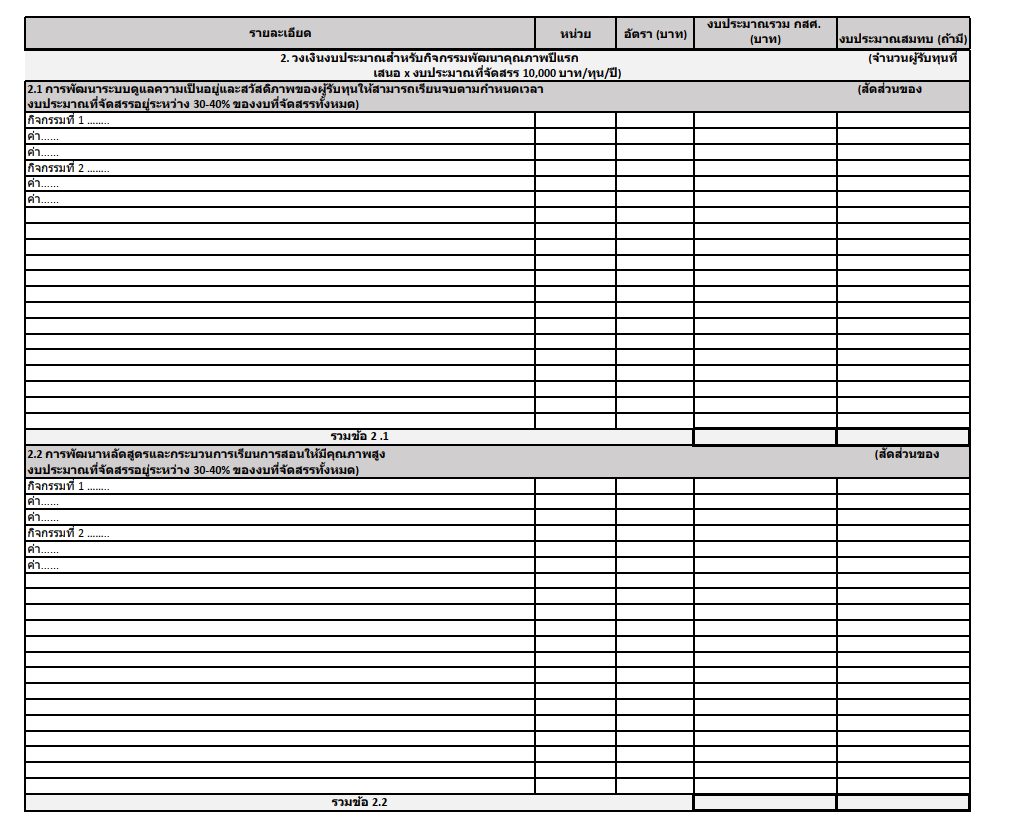 รายละเอียด หน่วย อัตรา (บาท) งบประมาณรวม กสศ. (บาท) งบประมาณสมทบ (ถ้ามี)
2. วงเงินงบประมาณสำหรับกิจกรรมพัฒนาคุณภาพปีแรก (จำนวนผู้รับทุนที่
เสนอ x งบประมาณที่จัดสรร 10,000 บาท/ทุน/ปี)
2.1 การพัฒนาระบบดูแลความเป็นอยู่และสวัสดิภาพของผู้รับทุนให้สามารถเรียนจบตามกำหนดเวลา (สัดส่วนของ
งบประมาณที่จัดสรรอยู่ระหว่าง 30-40% ของงบที่จัดสรรทั้งหมด)
กิจกรรมที่ 1 ........
ค่า......
ค่า......
กิจกรรมที่ 2 ........
ค่า......
ค่า......
รวมข้อ 2 .1
2.2 การพัฒนาหลัดสูตรและกระบวนการเรียนการสอนให้มีคุณภาพสูง (สัดส่วนของ
งบประมาณที่จัดสรรอยู่ระหว่าง 30-40% ของงบที่จัดสรรทั้งหมด)
กิจกรรมที่ 1 ........
ค่า......
ค่า......
กิจกรรมที่ 2 ........
ค่า......
ค่า......
รวมข้อ 2.2